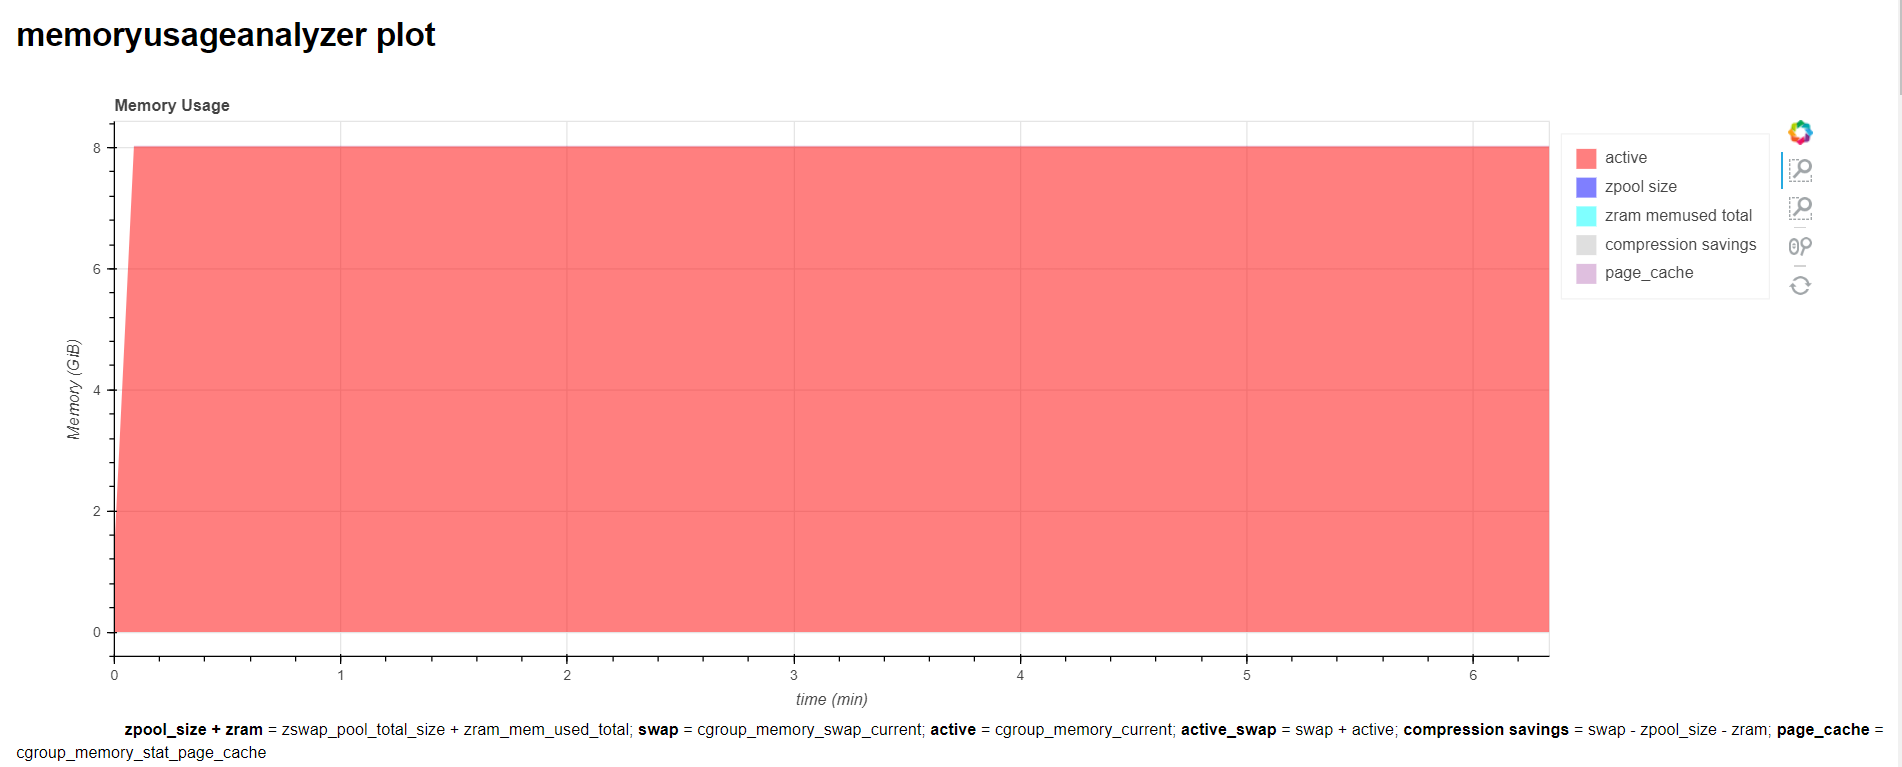 memoryusageanalyzer plot
Memory Usage
8
6
4
2
0
Memory (GiB)
0 1 2 3 4 5 6
time (min)
active
zpool size
zram memused total
compression savings
page_cache
zpool_size + zram = zswap_pool_total_size + zram_mem_used_total; swap = cgroup_memory_swap_current; active = cgroup_memory_current; active_swap = swap + active; compression savings = swap - zpool_size - zram; page_cache =
cgroup_memory_stat_page_cache